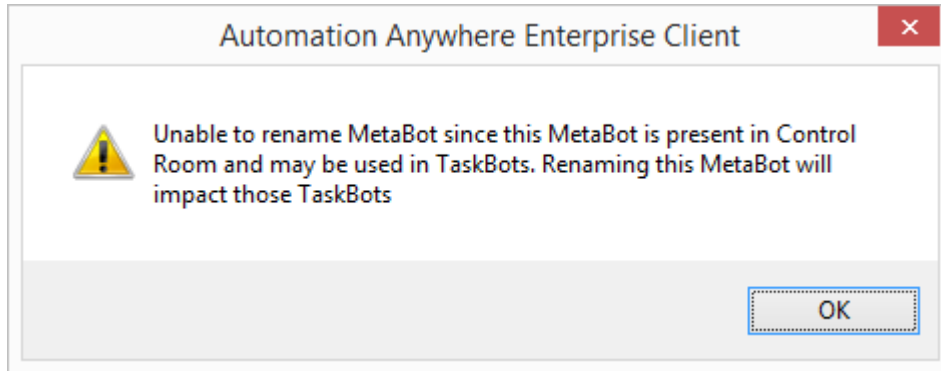 Automation Anywhere Enterprise Client
Unable to rename MetaBot since this MetaBot is present in Control
Room and may be used in TaskBots. Renaming this MetaBot will
impact those TaskBots
OK